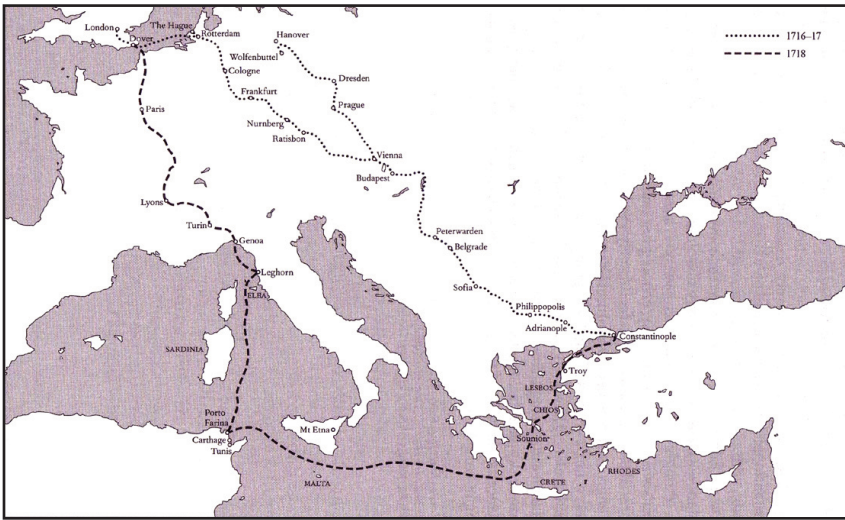 The Hague
London
Rotterdam
Dover
Hanover
Wolfenbuttel
Cologne
Dresden
Frankfurt
Prague
Paris
Nurnberg
Ratisbon
Vienna
Budapest
Lyons
Turin
Genoa
Peterwarden
Belgrade
Leghorn
Sofia
ELBA
Philippopolis
Adrianople
Constantinople
SARDINIA
Troy
LESBOS
CHIOS
Porto
Farina
Mt Etna
Carthage
Sounion
Tunis
RHODES
MALTA
CRETE
1716–17
1718